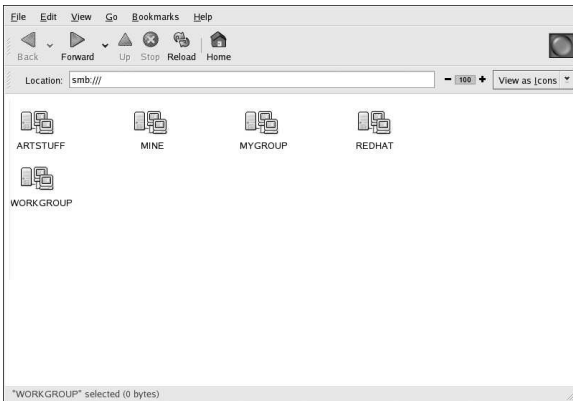 File Edit View Go Bookmarks Help
Back Forward Up Stop Reload Home
Location: smb:/// 100 View as Icons
ARTSTUFF MINE MYGROUP REDHAT
WORKGROUP
"WORKGROUP" selected (0 bytes)